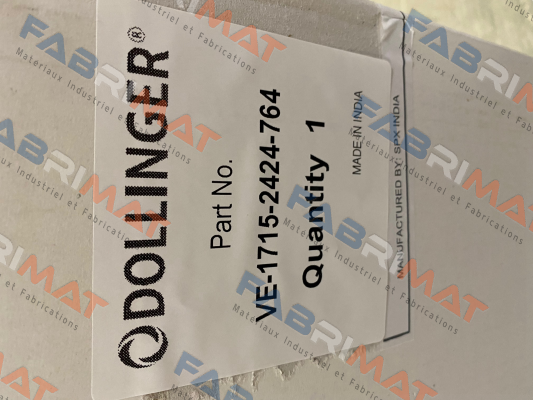 DOLLINGER®
Part No.
VE-1715-2424-764
Quantity 1
MADE IN INDIA
MANUFACTURED BY: SPX INDIA
FABRIMAT
Materiaux Industriel et Fabrications